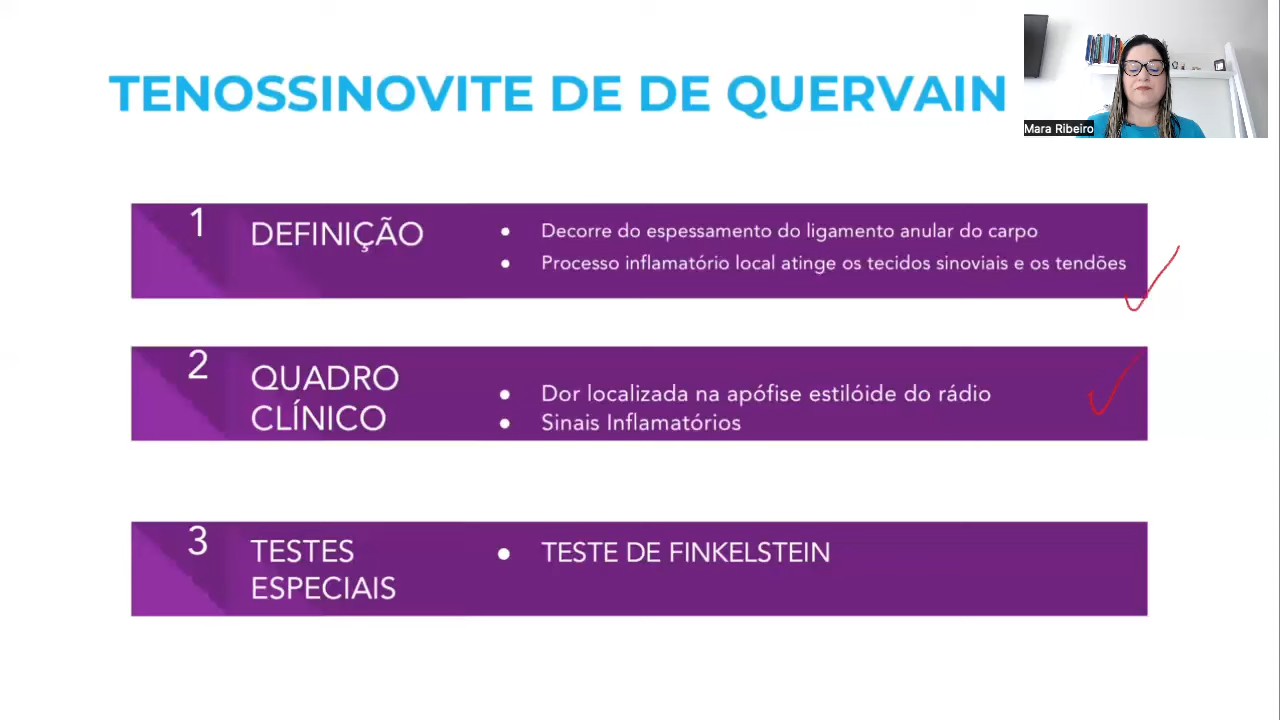 TENOSSINOVITE DE DE QUERVAIN
Mara Ribeiro
1
DEFINIÇÃO
• Decorre do espessamento do ligamento anular do carpo
• Processo inflamatório local atinge os tecidos sinoviais e os tendões
2
QUADRO
CLÍNICO
• Dor localizada na apófise estilóide do rádio
• Sinais Inflamatórios
3
TESTES
ESPECIAIS
• TESTE DE FINKELSTEIN